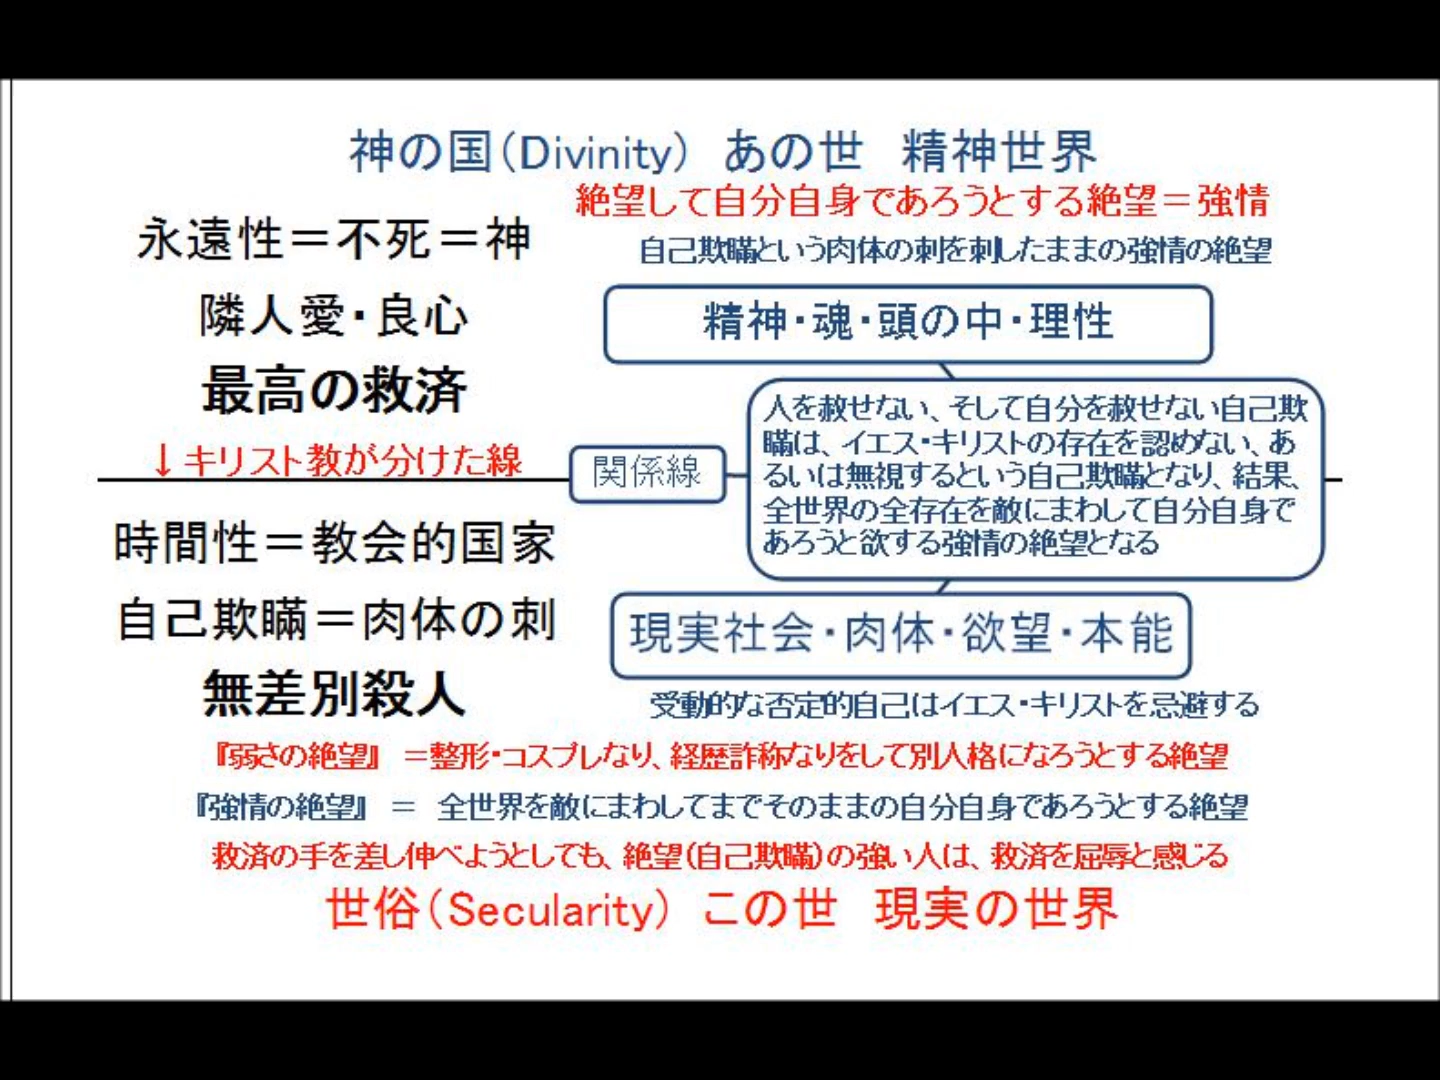 神の国(Divinity) あの世 精神世界
絶望して自分自身であろうとする絶望=強情
永遠性=不死=神
自己欺瞞という肉体の刺を刺したままの強情の絶望
隣人愛・良心
精神・魂・頭の中・理性
最高の救済
人を赦せない、そして自分を赦せない自己欺
瞞は、イエス・キリストの存在を認めない、あ
るいは無視するという自己欺瞞となり、結果、
全世界の全存在を敵にまわして自分自身で
あろうと欲する強情の絶望となる
↓キリスト教が分けた線
関係線
時間性=教会的国家
自己欺瞞=肉体の刺
現実社会・肉体・欲望・本能
無差別殺人
受動的な否定的自己はイエス・キリストを忌避する
『弱さの絶望』 =整形・コスプレなり、経歴詐称なりをして別人格になろうとする絶望
『強情の絶望』 = 全世界を敵にまわしてまでそのままの自分自身であろうとする絶望
救済の手を差し伸べようとしても、絶望(自己欺瞞)の強い人は、救済を屈辱と感じる
世俗(Secularity) この世 現実の世界